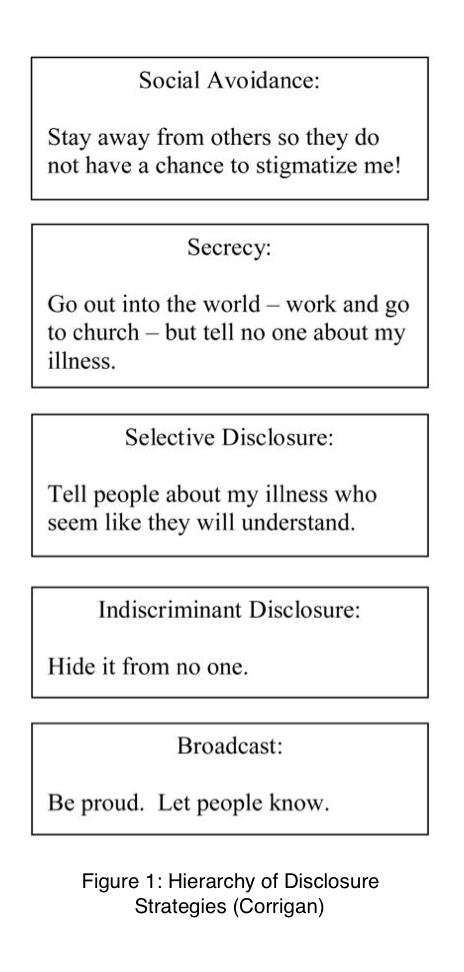 Social Avoidance:
Stay away from others so they do
not have a chance to stigmatize me!
Secrecy:
Go out into the world – work and go
to church – but tell no one about my
illness.
Selective Disclosure:
Tell people about my illness who
seem like they will understand.
Indiscriminant Disclosure:
Hide it from no one.
Broadcast:
Be proud.  Let people know.
Figure 1: Hierarchy of Disclosure
Strategies (Corrigan)